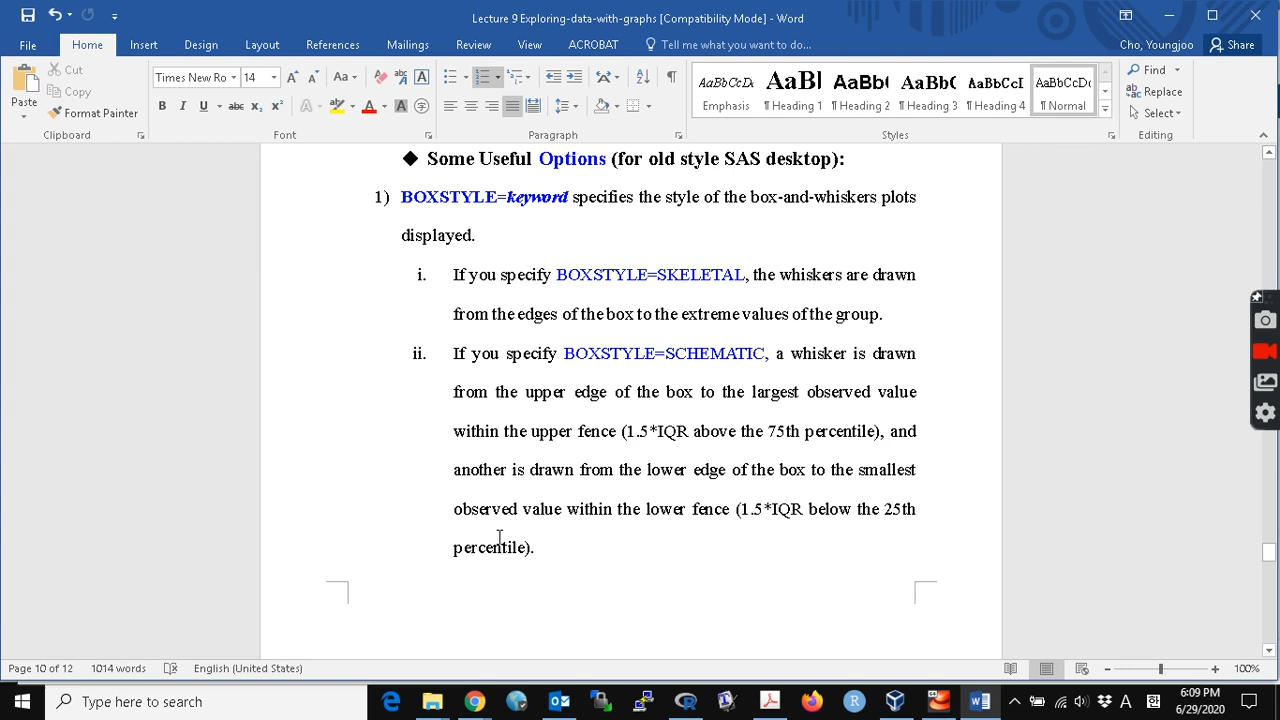 Lecture 9 Exploring-data-with-graphs [Compatibility Mode] - Word
File Home Insert Design Layout References Mailings Review View ACROBAT Tell me what you want to do... Cho, Youngjoo Share
Paste Cut Copy Format Painter
Clipboard
Times New Ro 14 Aa
B I U abc X₂ X² A A
Font
Paragraph
AaBbCcDc AaBl AaBb( AaBbC AaBbCcI AaBbCcDc
Emphasis ¶ Heading 1 ¶ Heading 2 ¶ Heading 3 ¶ Heading 4 ¶ Normal
Styles
Find Replace Select
Editing
◆ Some Useful Options (for old style SAS desktop):
1) BOXSTYLE=keyword specifies the style of the box-and-whiskers plots
displayed.
i. If you specify BOXSTYLE=SKELETAL, the whiskers are drawn
from the edges of the box to the extreme values of the group.
ii. If you specify BOXSTYLE=SCHEMATIC, a whisker is drawn
from the upper edge of the box to the largest observed value
within the upper fence (1.5*IQR above the 75th percentile), and
another is drawn from the lower edge of the box to the smallest
observed value within the lower fence (1.5*IQR below the 25th
percentile).
Page 10 of 12 1014 words English (United States) 100%
Type here to search
A 한 6:09 PM
6/29/2020